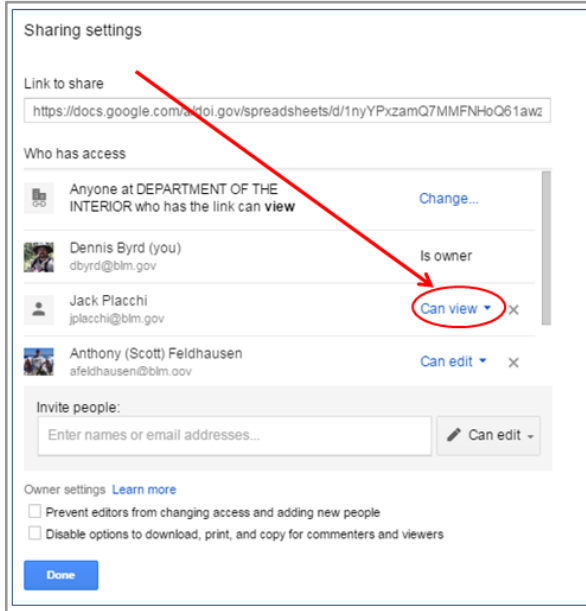 Sharing settings
Link to share
https://docs.google.com/a/doi.gov/spreadsheets/d/1nyYPxzamQ7MMFNHoQ61awz
Who has access
Anyone at DEPARTMENT OF THE
INTERIOR who has the link can view
Change...
Dennis Byrd (you)
dbyrd@blm.gov
Is owner
Jack Placchi
jplacchi@blm.gov
Can view
Anthony (Scott) Feldhausen
afeldhausen@blm.gov
Can edit
Invite people:
Enter names or email addresses...
Can edit
Owner settings Learn more
Prevent editors from changing access and adding new people
Disable options to download, print, and copy for commenters and viewers
Done